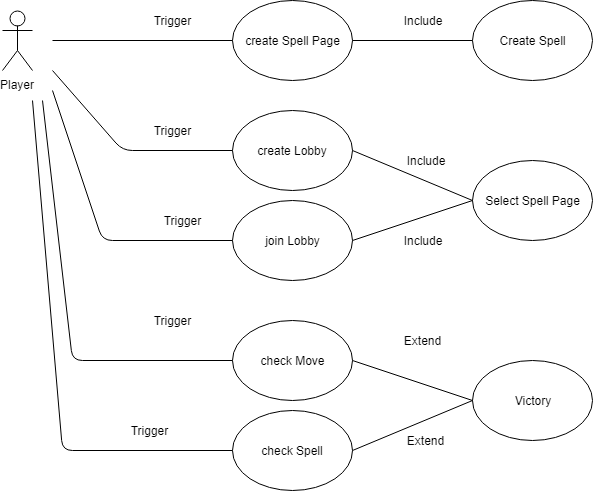 Trigger
Include
create Spell Page
Create Spell
Player
Trigger
create Lobby
Include
Select Spell Page
Trigger
join Lobby
Include
Trigger
Extend
check Move
Victory
Trigger
Extend
check Spell